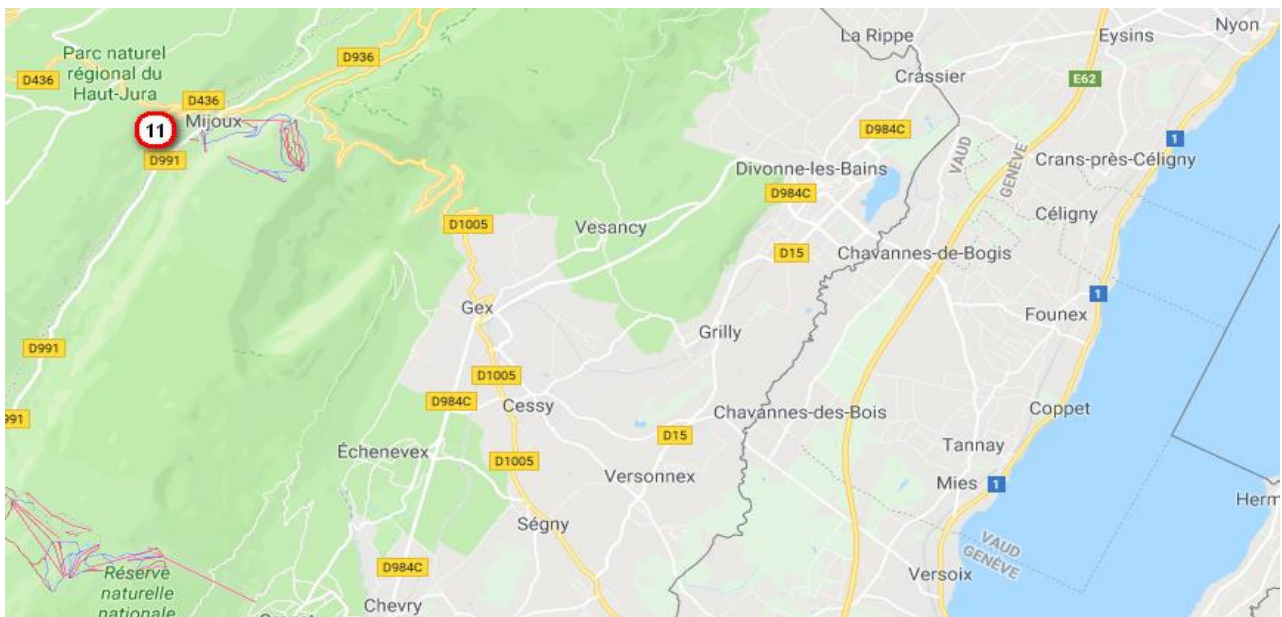 Nyon
La Rippe
Eysins
Parc naturel
régional du
Haut-Jura
D936
D436
Crassier
E62
D436
Mijoux
11
D984C
1
D991
VAUD
GENÈVE
Crans-près-Céligny
Divonne-les-Bains
D984C
Céligny
D1005
Vesancy
D15
Chavannes-de-Bogis
1
Gex
Founex
Grilly
D991
D1005
D984C
Cessy
Chavannes-des-Bois
Coppet
991
D15
Tannay
Échenevex
D1005
Versonnex
Mies
1
Herm
Ségny
VAUD
GENÈVE
D984C
Versoix
Réserve
naturelle
nationale
Chevry